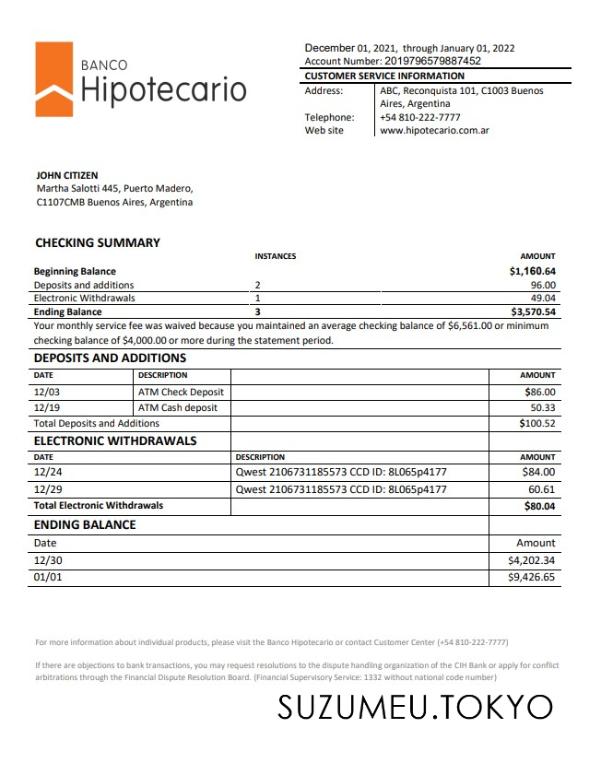 BANCO
Hipotecario
December 01, 2021, through January 01, 2022
Account Number: 2019796579887452
CUSTOMER SERVICE INFORMATION
Address: ABC, Reconquista 101, C1003 Buenos
Aires, Argentina
Telephone: +54 810-222-7777
Web site www.hipotecario.com.ar
JOHN CITIZEN
Martha Salotti 445, Puerto Madero,
C1107CMB Buenos Aires, Argentina
CHECKING SUMMARY
INSTANCES AMOUNT
Beginning Balance $1,160.64
Deposits and additions 2 96.00
Electronic Withdrawals 1 49.04
Ending Balance 3 $3,570.54
Your monthly service fee was waived because you maintained an average checking balance of $6,561.00 or minimum
checking balance of $4,000.00 or more during the statement period.
DEPOSITS AND ADDITIONS
DATE DESCRIPTION AMOUNT
12/03 ATM Check Deposit $86.00
12/19 ATM Cash deposit 50.33
Total Deposits and Additions $100.52
ELECTRONIC WITHDRAWALS
DATE DESCRIPTION AMOUNT
12/24 Qwest 2106731185573 CCD ID: 8L065p4177 $84.00
12/29 Qwest 2106731185573 CCD ID: 8L065p4177 60.61
Total Electronic Withdrawals $80.04
ENDING BALANCE
Date Amount
12/30 $4,202.34
01/01 $9,426.65
For more information about individual products, please visit the Banco Hipotecario or contact Customer Center (+54 810-222-7777)
If there are objections to bank transactions, you may request resolutions to the dispute handling organization of the CIH Bank or apply for conflict
arbitrations through the Financial Dispute Resolution Board. (Financial Supervisory Service: 1332 without national code number)
SUZUMEU.TOKYO